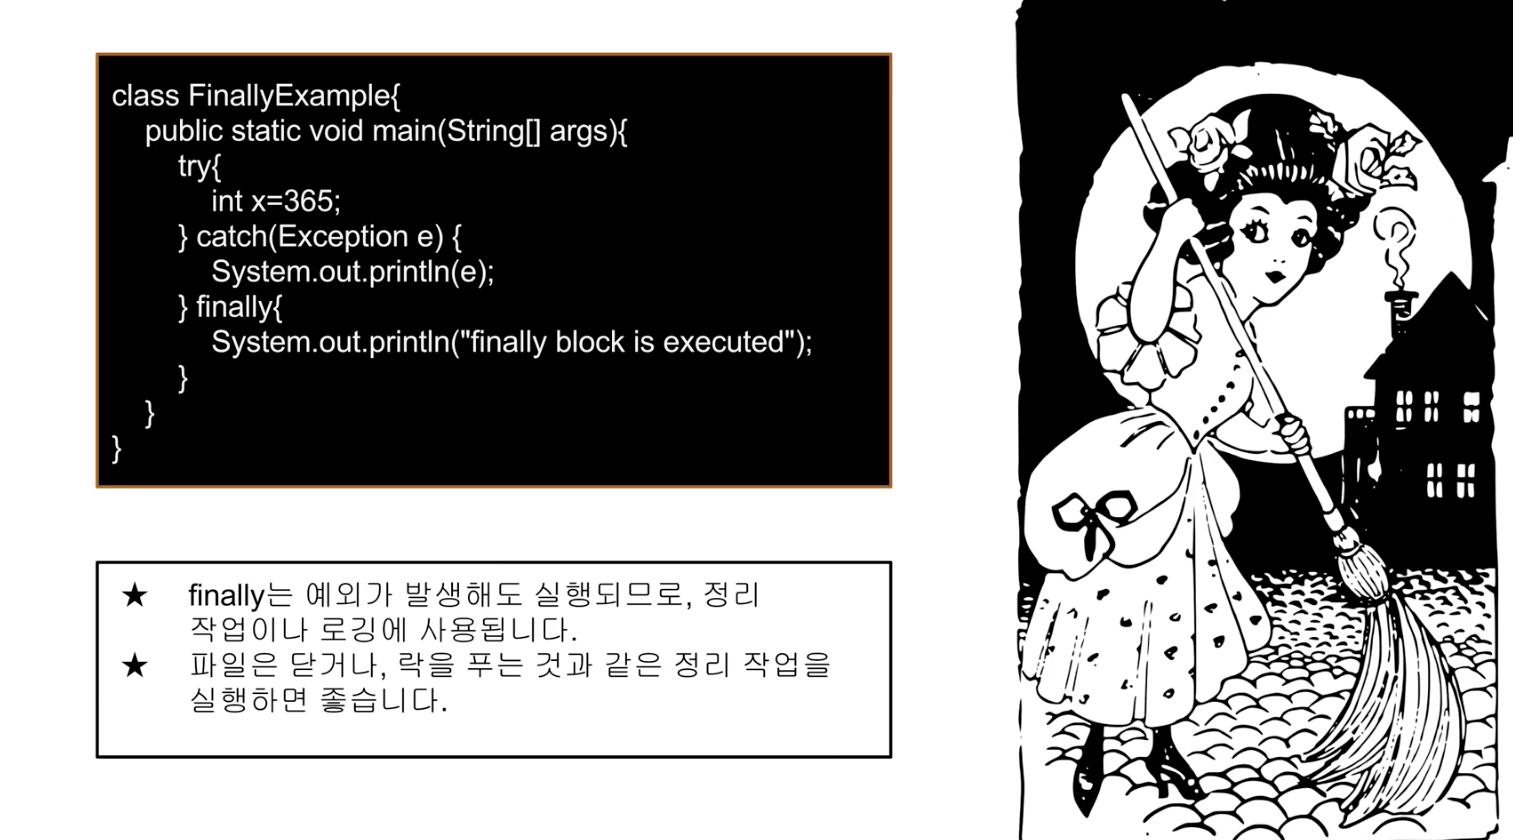 class FinallyExample{
public static void main(String[] args){
try{
int x=365;
} catch(Exception e) {
System.out.println(e);
} finally{
System.out.println("finally block is executed");
}
}
}
★ finally는 예외가 발생해도 실행되므로, 정리
작업이나 로깅에 사용됩니다.
★ 파일은 닫거나, 락을 푸는 것과 같은 정리 작업을
실행하면 좋습니다.